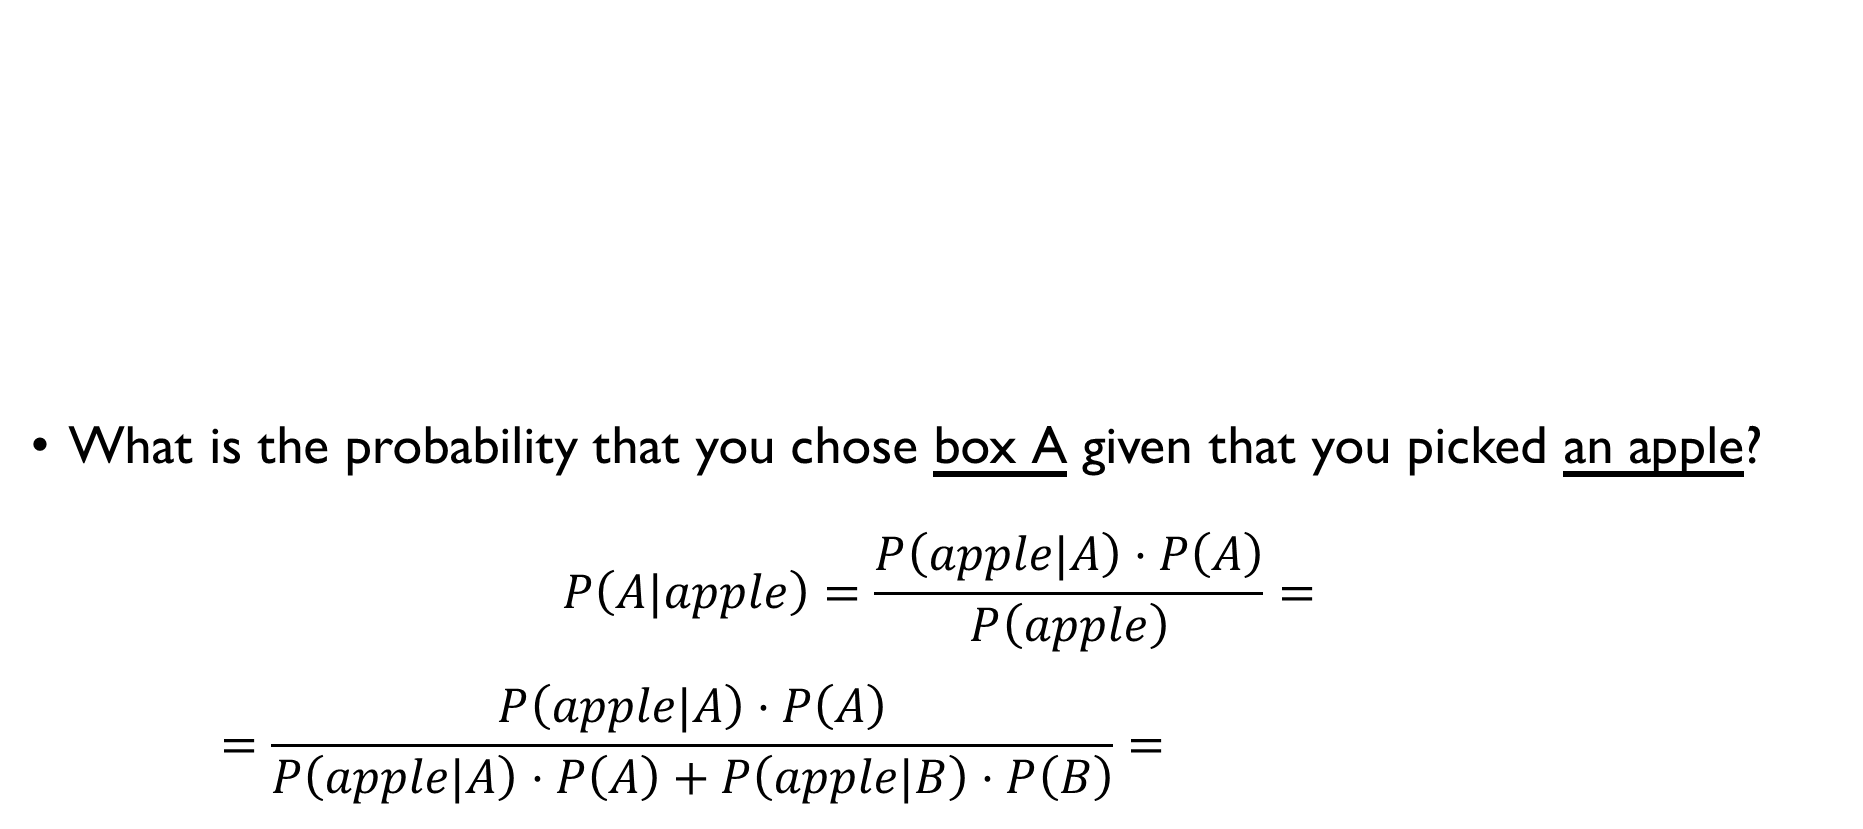 • What is the probability that you chose box A given that you picked an apple?
P(A|apple) = P(apple|A) · P(A) / P(apple) =
= P(apple|A) · P(A) / P(apple|A) · P(A) + P(apple|B) · P(B) =